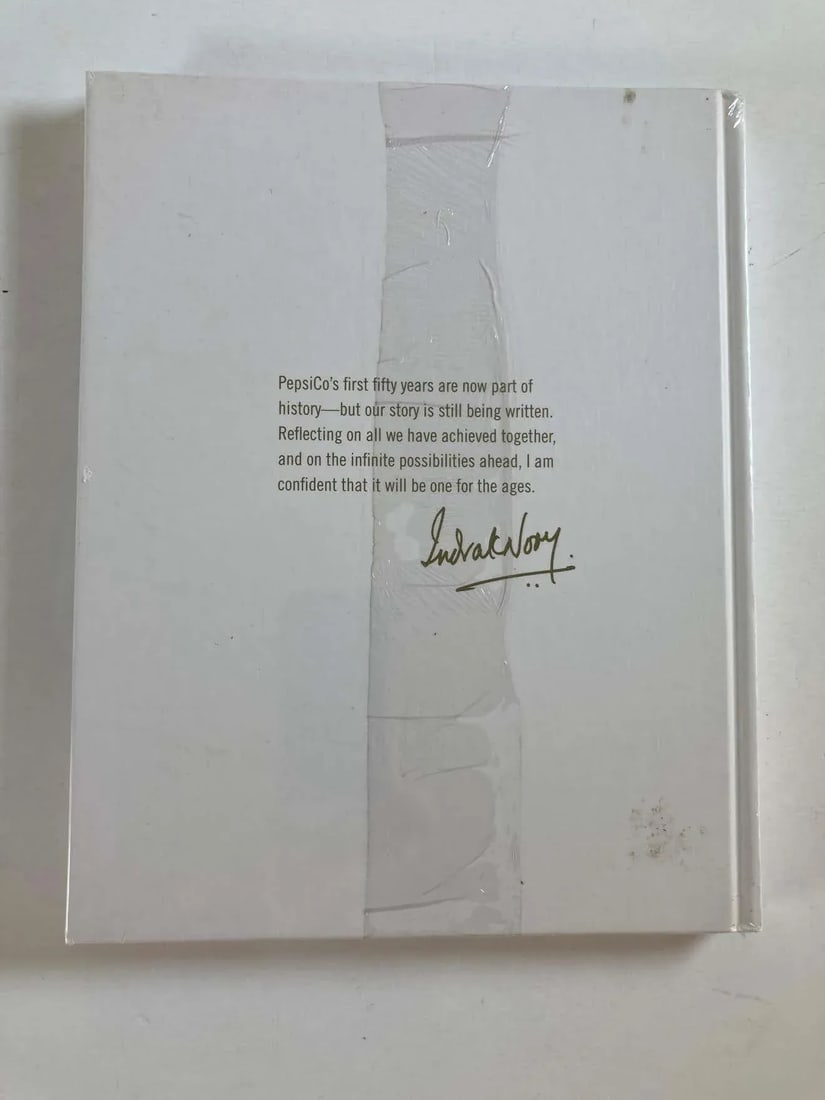 PepsiCo's first fifty years are now part of
history—but our story is still being written.
Reflecting on all we have achieved together,
and on the infinite possibilities ahead, I am
confident that it will be one for the ages.
Indra K Nooyi